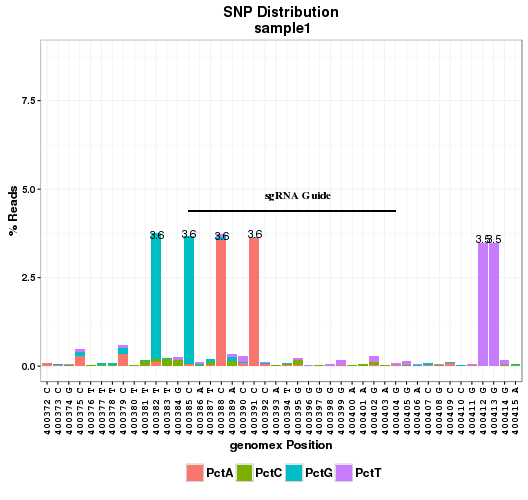 SNP Distribution
sample1
% Reads
7.5
5.0
2.5
0.0
sgRNA Guide
3.6
3.6
3.6
3.6
3.5
3.5
400372 C
400373 C
400374 G
400375 C
400376 T
400377 T
400378 T
400379 C
400380 T
400381 T
400382 T
400383 T
400384 G
400385 C
400386 A
400387 T
400388 C
400389 A
400390 C
400391 C
400392 C
400393 A
400394 T
400395 G
400396 G
400397 G
400398 G
400399 G
400400 A
400401 A
400402 G
400403 A
400404 G
400405 G
400406 A
400407 C
400408 G
400409 C
400410 C
400411 G
400412 G
400413 G
400414 G
400415 A
genomex Position
PctA
PctC
PctG
PctT